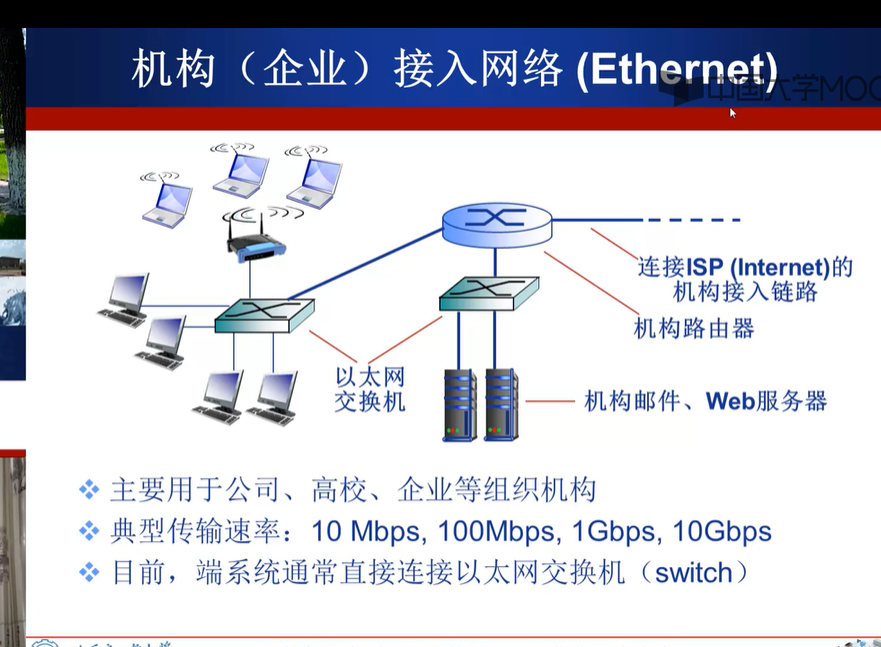 机构（企业）接入网络 (Ethernet)
中国大学MOO
连接ISP (Internet)的
机构接入链路
机构路由器
以太网
交换机
机构邮件、Web服务器
主要用于公司、高校、企业等组织机构
典型传输速率：10 Mbps, 100Mbps, 1Gbps, 10Gbps
目前，端系统通常直接连接以太网交换机（switch）